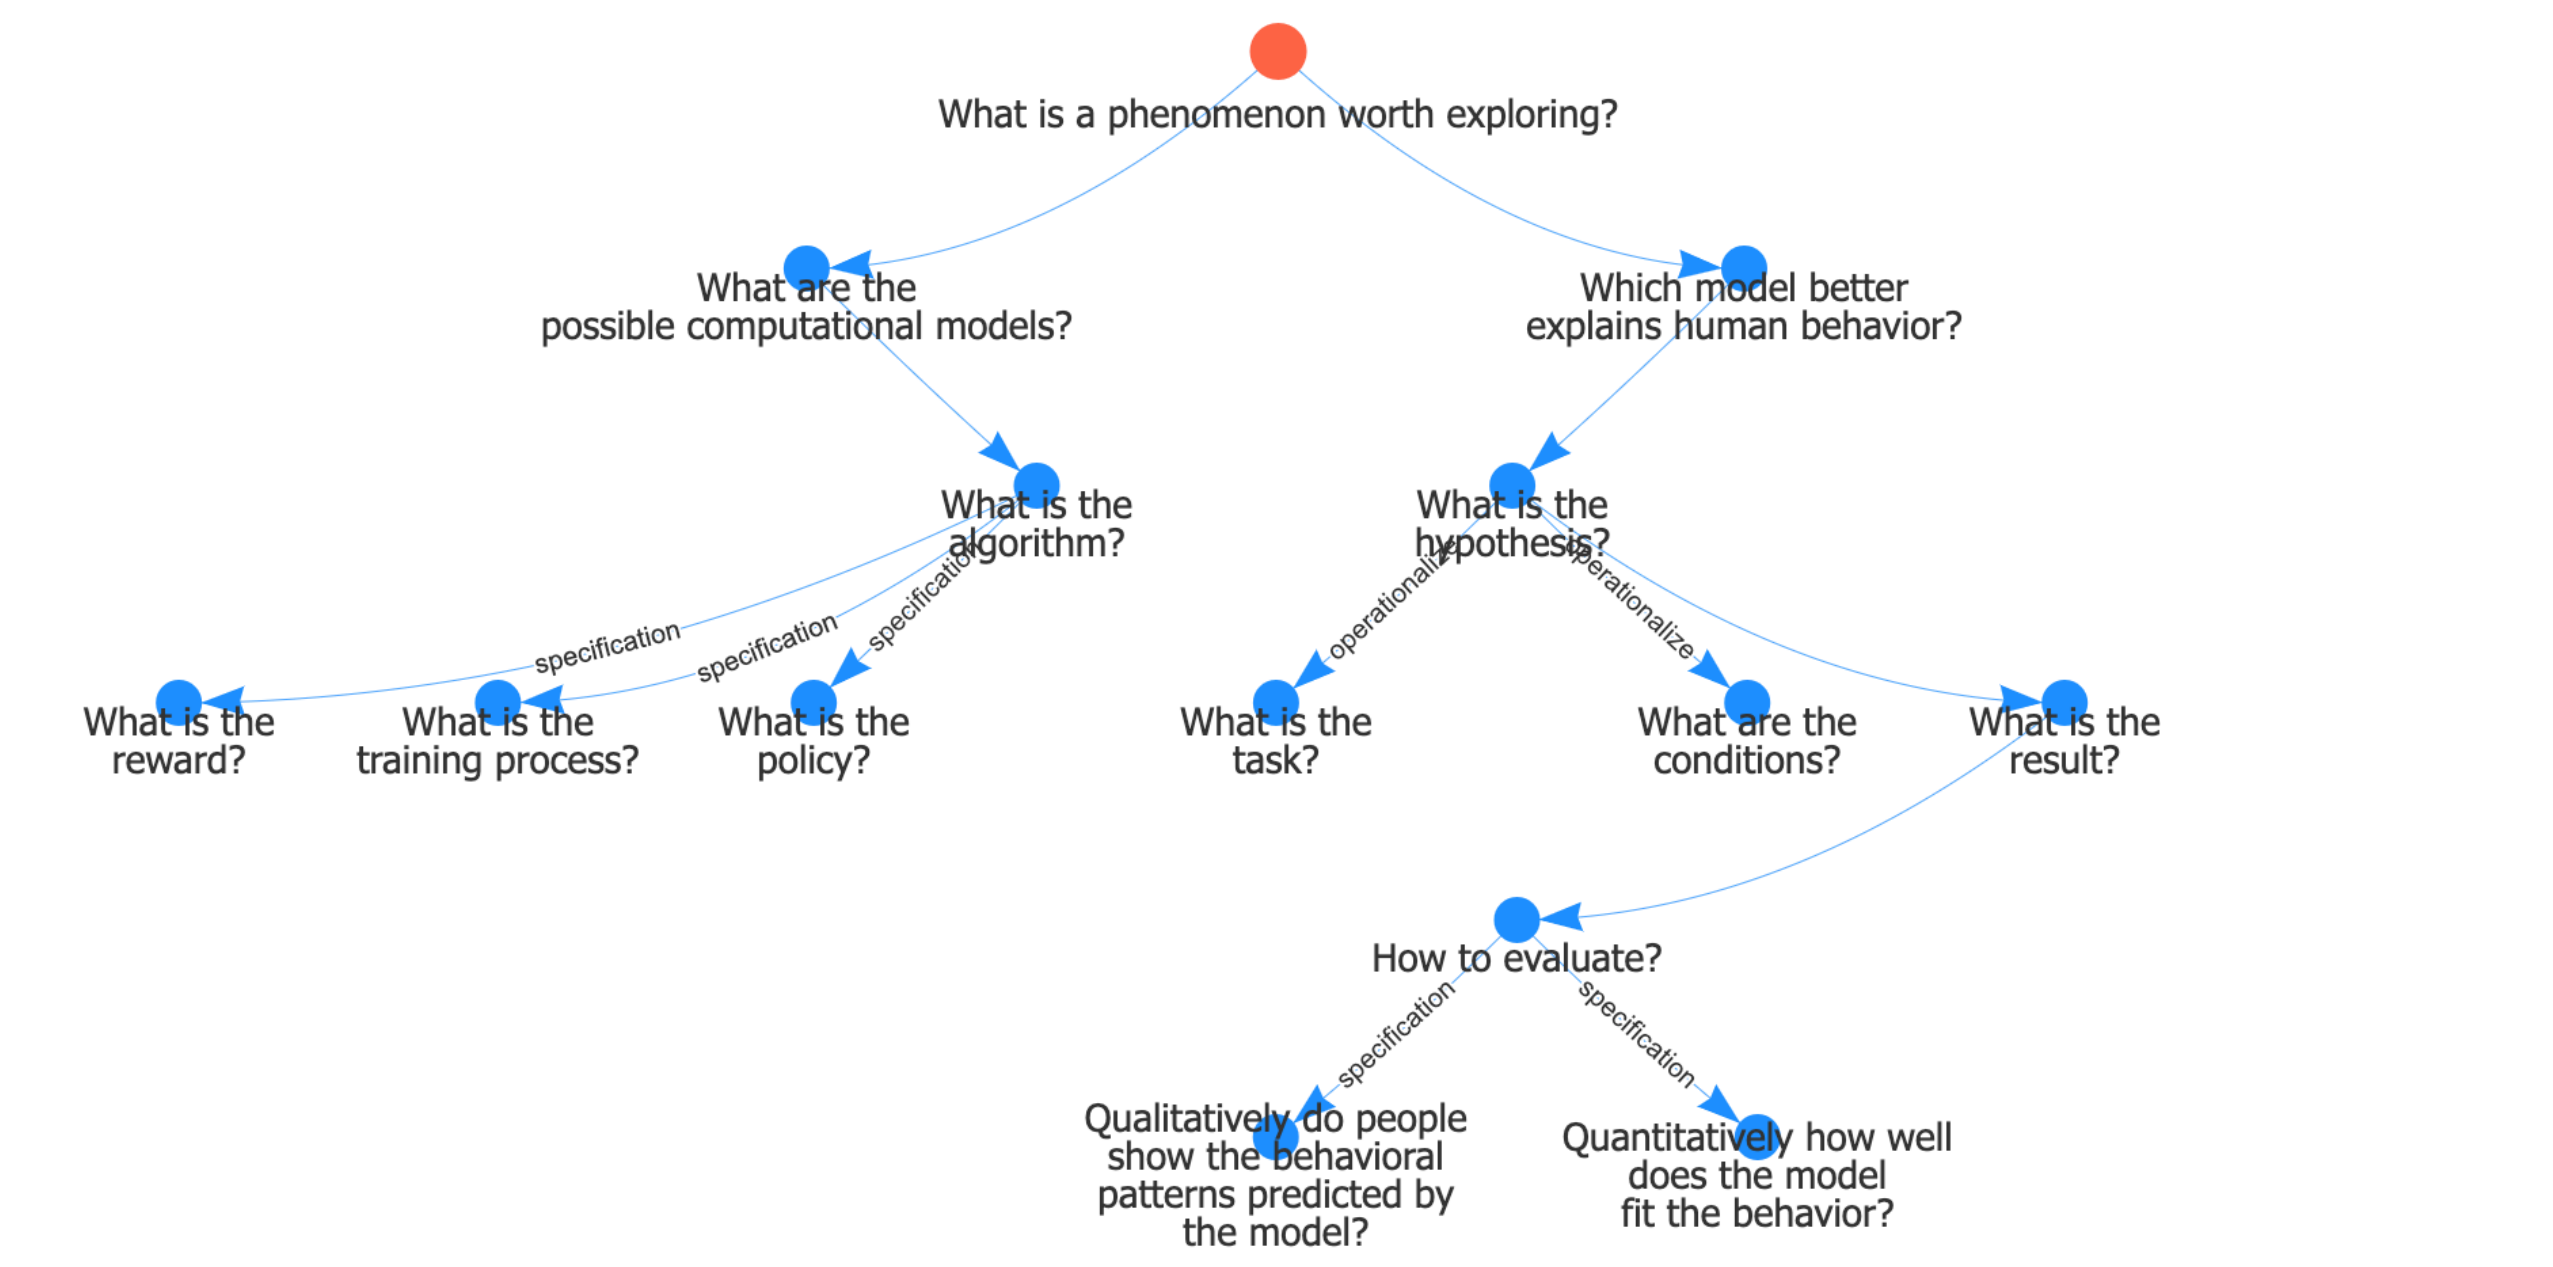 What is a phenomenon worth exploring?
What are the
possible computational models?
Which model better
explains human behavior?
What is the
algorithm?
What is the
hypothesis?
specification
specification
specification
operationalize
operationalize
What is the
reward?
What is the
training process?
What is the
policy?
What is the
task?
What are the
conditions?
What is the
result?
How to evaluate?
specification
specification
Qualitatively do people
show the behavioral
patterns predicted by
the model?
Quantitatively how well
does the model
fit the behavior?